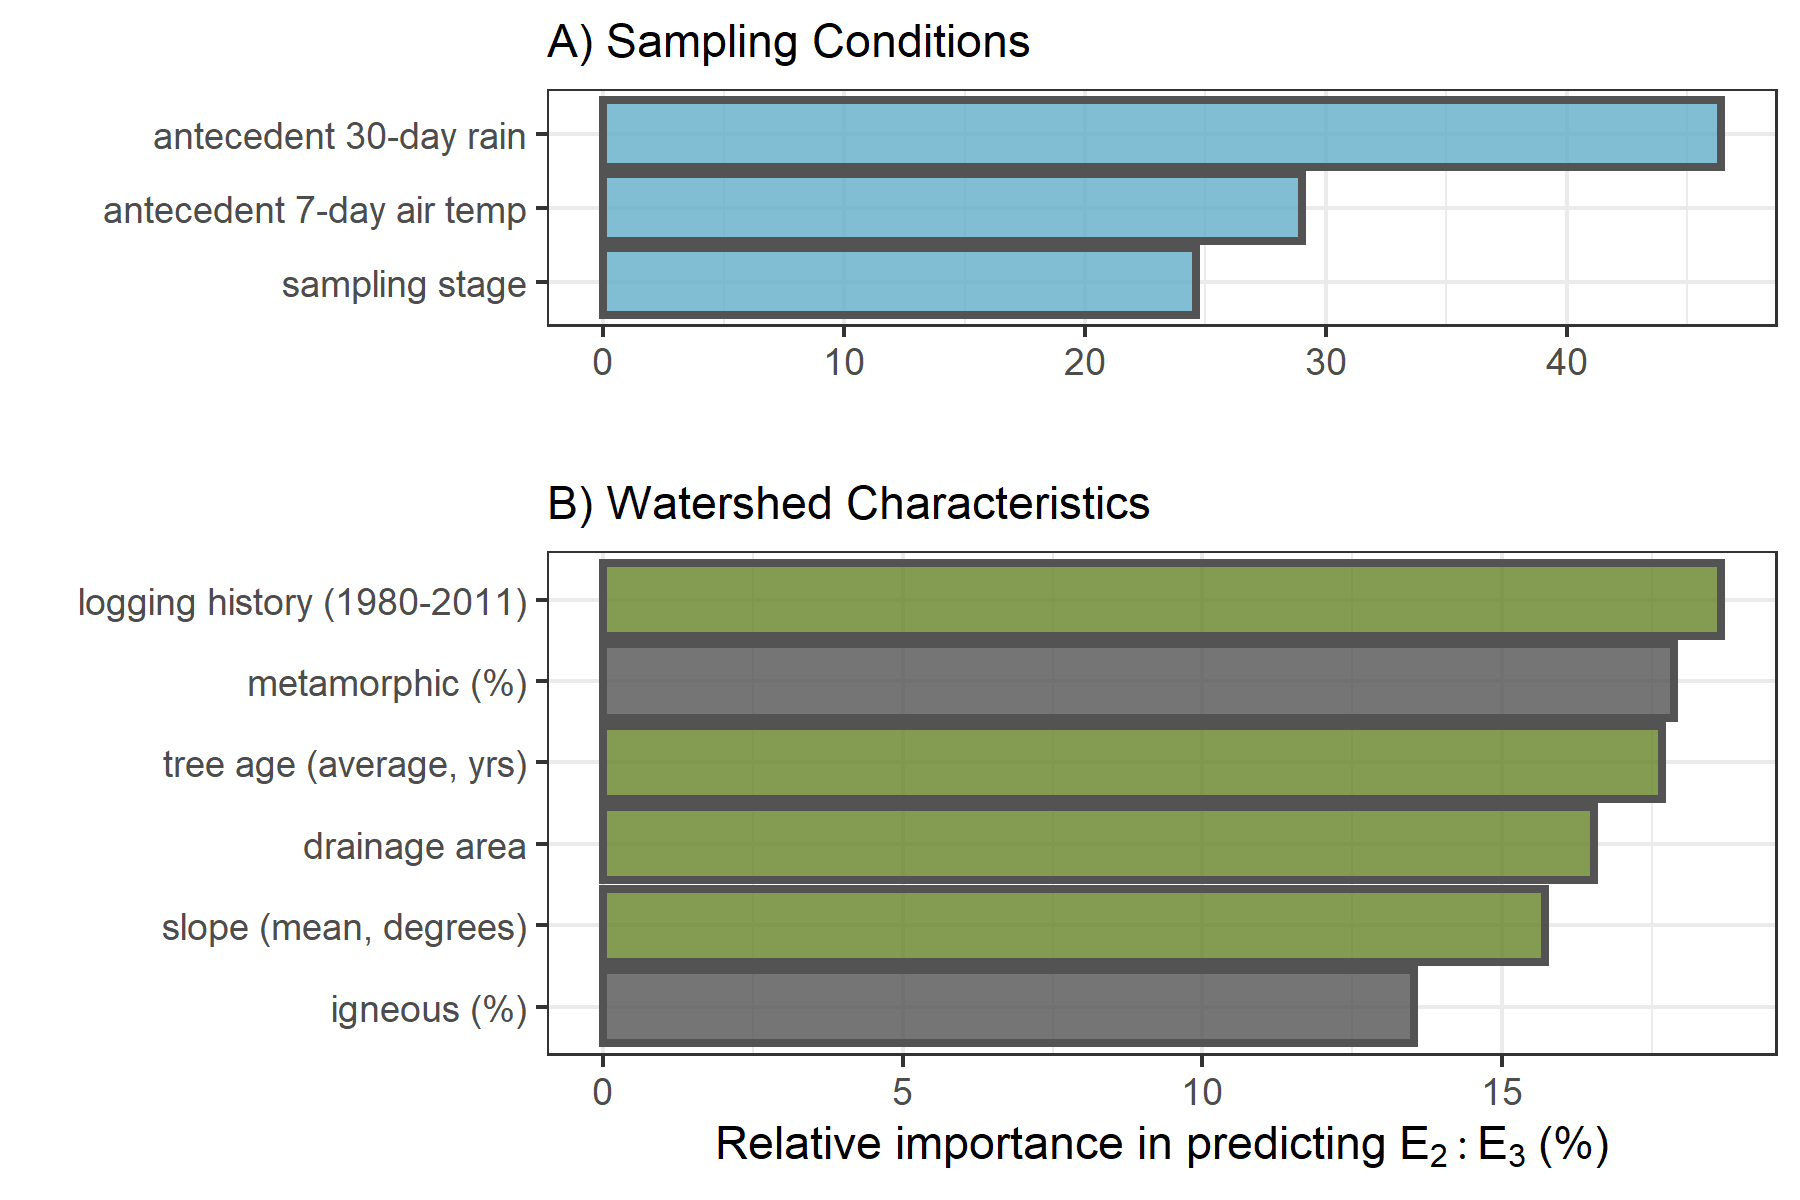 A) Sampling Conditions
antecedent 30-day rain
antecedent 7-day air temp
sampling stage
0 10 20 30 40
B) Watershed Characteristics
logging history (1980-2011)
metamorphic (%)
tree age (average, yrs)
drainage area
slope (mean, degrees)
igneous (%)
0 5 10 15
Relative importance in predicting E₂ : E₃ (%)